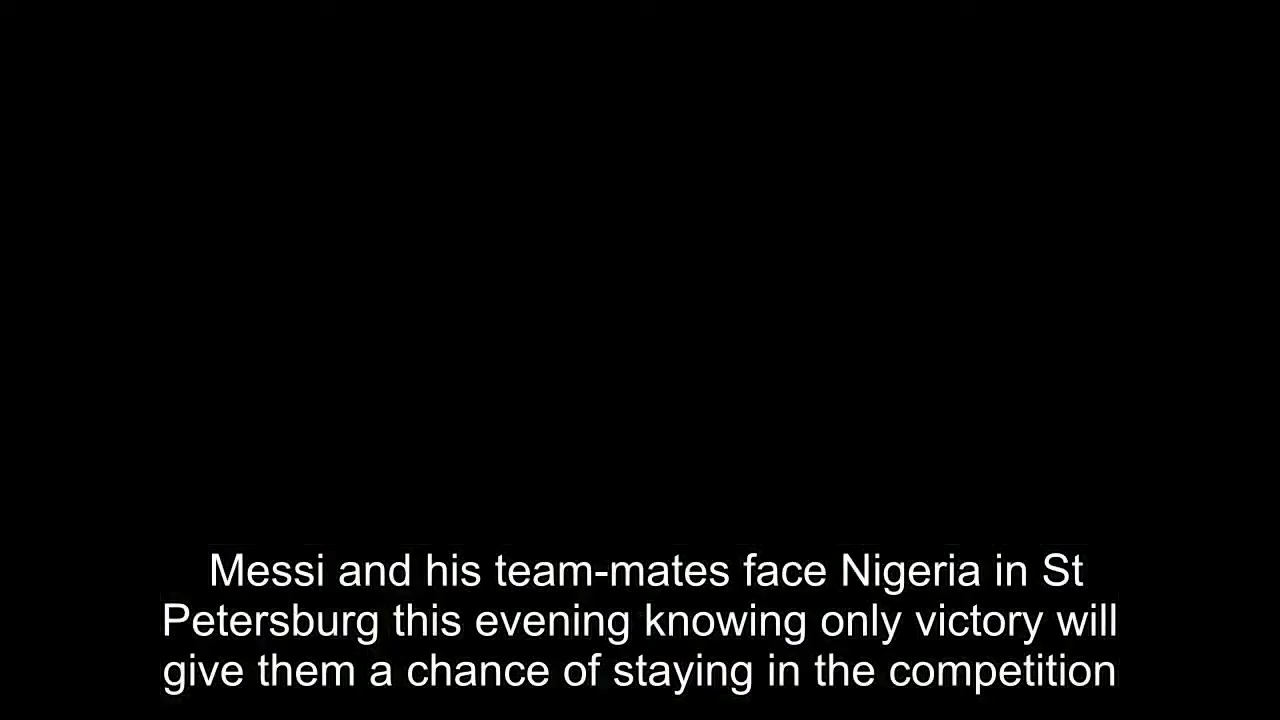 Messi and his team-mates face Nigeria in St
Petersburg this evening knowing only victory will
give them a chance of staying in the competition